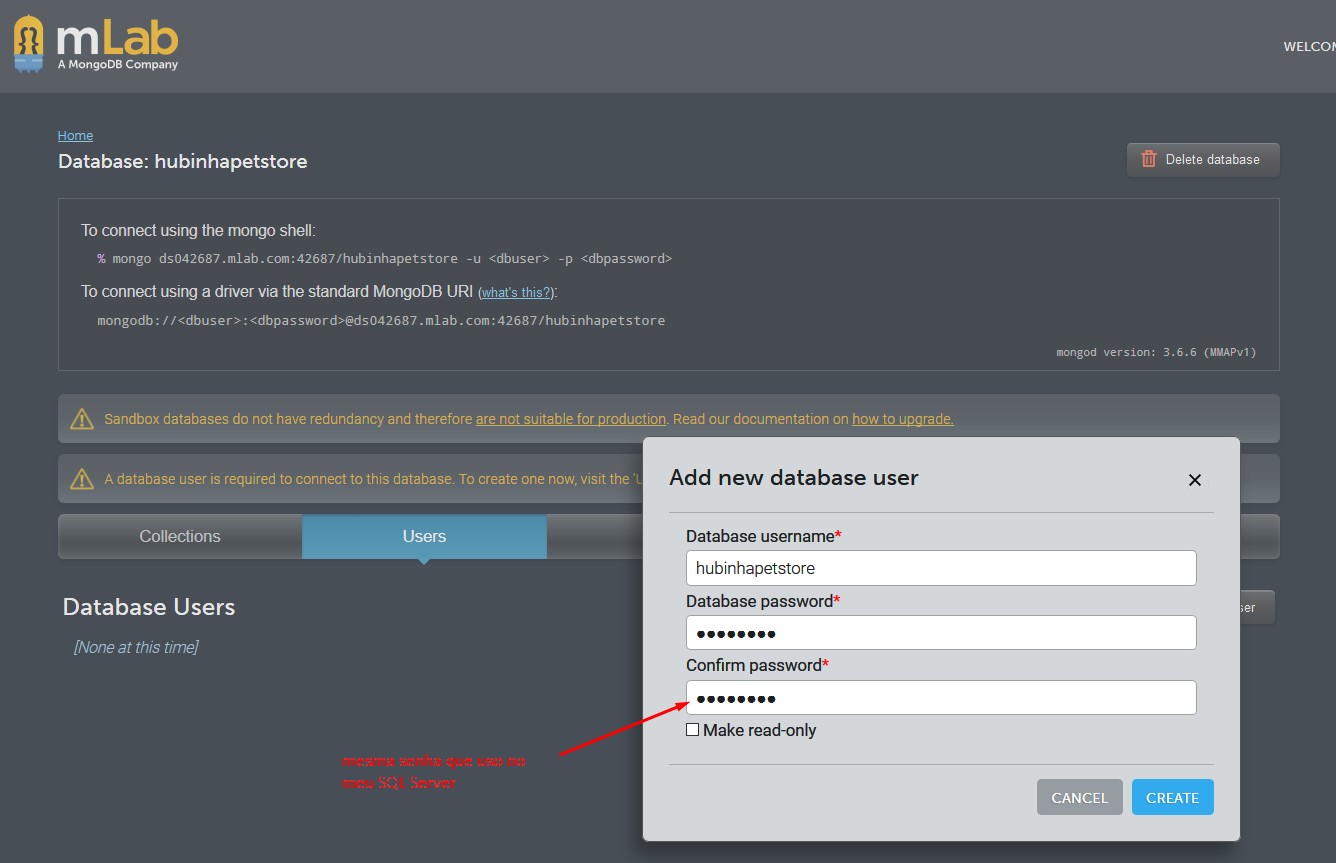 mLab
A MongoDB Company
WELCOM
Home
Database: hubinhapetstore
Delete database
To connect using the mongo shell:
% mongo ds042687.mlab.com:42687/hubinhapetstore -u <dbuser> -p <dbpassword>
To connect using a driver via the standard MongoDB URI (what's this?):
mongodb://<dbuser>:<dbpassword>@ds042687.mlab.com:42687/hubinhapetstore
mongod version: 3.6.6 (MMAPv1)
Sandbox databases do not have redundancy and therefore are not suitable for production. Read our documentation on how to upgrade.
A database user is required to connect to this database. To create one now, visit the 'U
Collections
Users
Database Users
[None at this time]
ser
Add new database user
Database username*
hubinhapetstore
Database password*
••••••••
Confirm password*
••••••••
Make read-only
CANCEL
CREATE
mesma senha que uso no
meu SQL Server